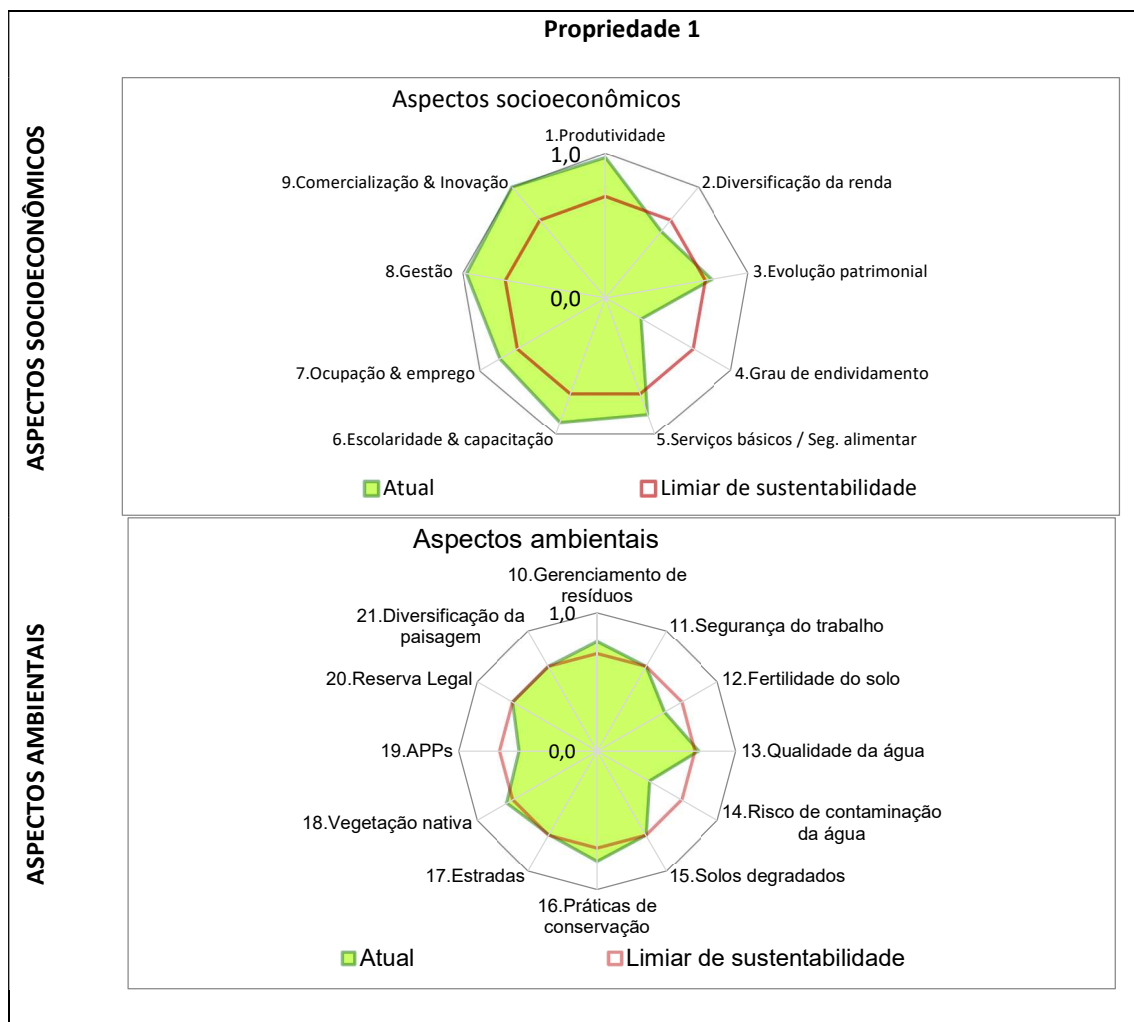 Propriedade 1
ASPECTOS SOCIOECONÔMICOS
Aspectos socioeconômicos
1.Produtividade
1,0
9.Comercialização & Inovação
2.Diversificação da renda
8.Gestão
3.Evolução patrimonial
0,0
7.Ocupação & emprego
4.Grau de endividamento
6.Escolaridade & capacitação
5.Serviços básicos / Seg. alimentar
Atual
Limiar de sustentabilidade
ASPECTOS AMBIENTAIS
Aspectos ambientais
10.Gerenciamento de
resíduos
1,0
21.Diversificação da
paisagem
11.Segurança do trabalho
20.Reserva Legal
12.Fertilidade do solo
19.APPs
0,0
13.Qualidade da água
18.Vegetação nativa
14.Risco de contaminação
da água
17.Estradas
15.Solos degradados
16.Práticas de
conservação
Atual
Limiar de sustentabilidade